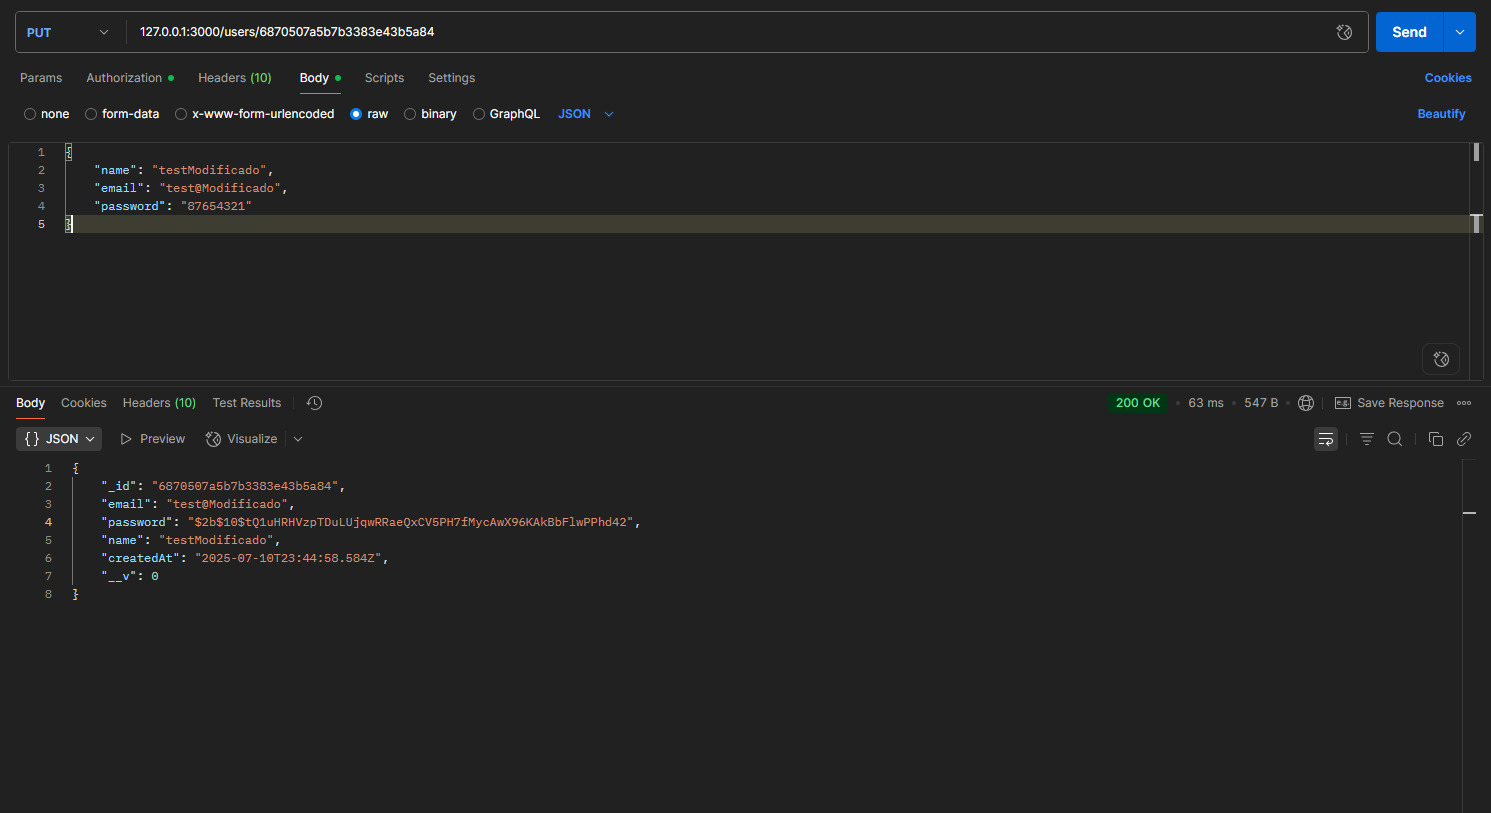 PUT 127.0.0.1:3000/users/6870507a5b7b3383e43b5a84 Send
Params Authorization Headers (10) Body Scripts Settings Cookies
none form-data x-www-form-urlencoded raw binary GraphQL JSON Beautify
1 {
2 "name": "testModificado",
3 "email": "test@Modificado",
4 "password": "87654321"
5 }
Body Cookies Headers (10) Test Results 200 OK • 63 ms • 547 B • e.g. Save Response
{} JSON Preview Visualize
1 {
2 "_id": "6870507a5b7b3383e43b5a84",
3 "email": "test@Modificado",
4 "password": "$2b$10$tQ1uHRHVzpTDuLUjqwRRaeQxCV5PH7fMycAwX96KAkBbFlwPPhd42",
5 "name": "testModificado",
6 "createdAt": "2025-07-10T23:44:58.584Z",
7 "__v": 0
8 }